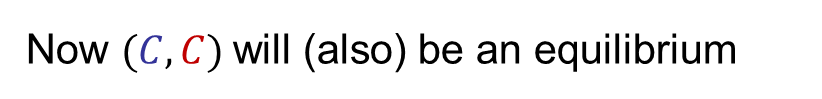 Now (C, C) will (also) be an equilibrium